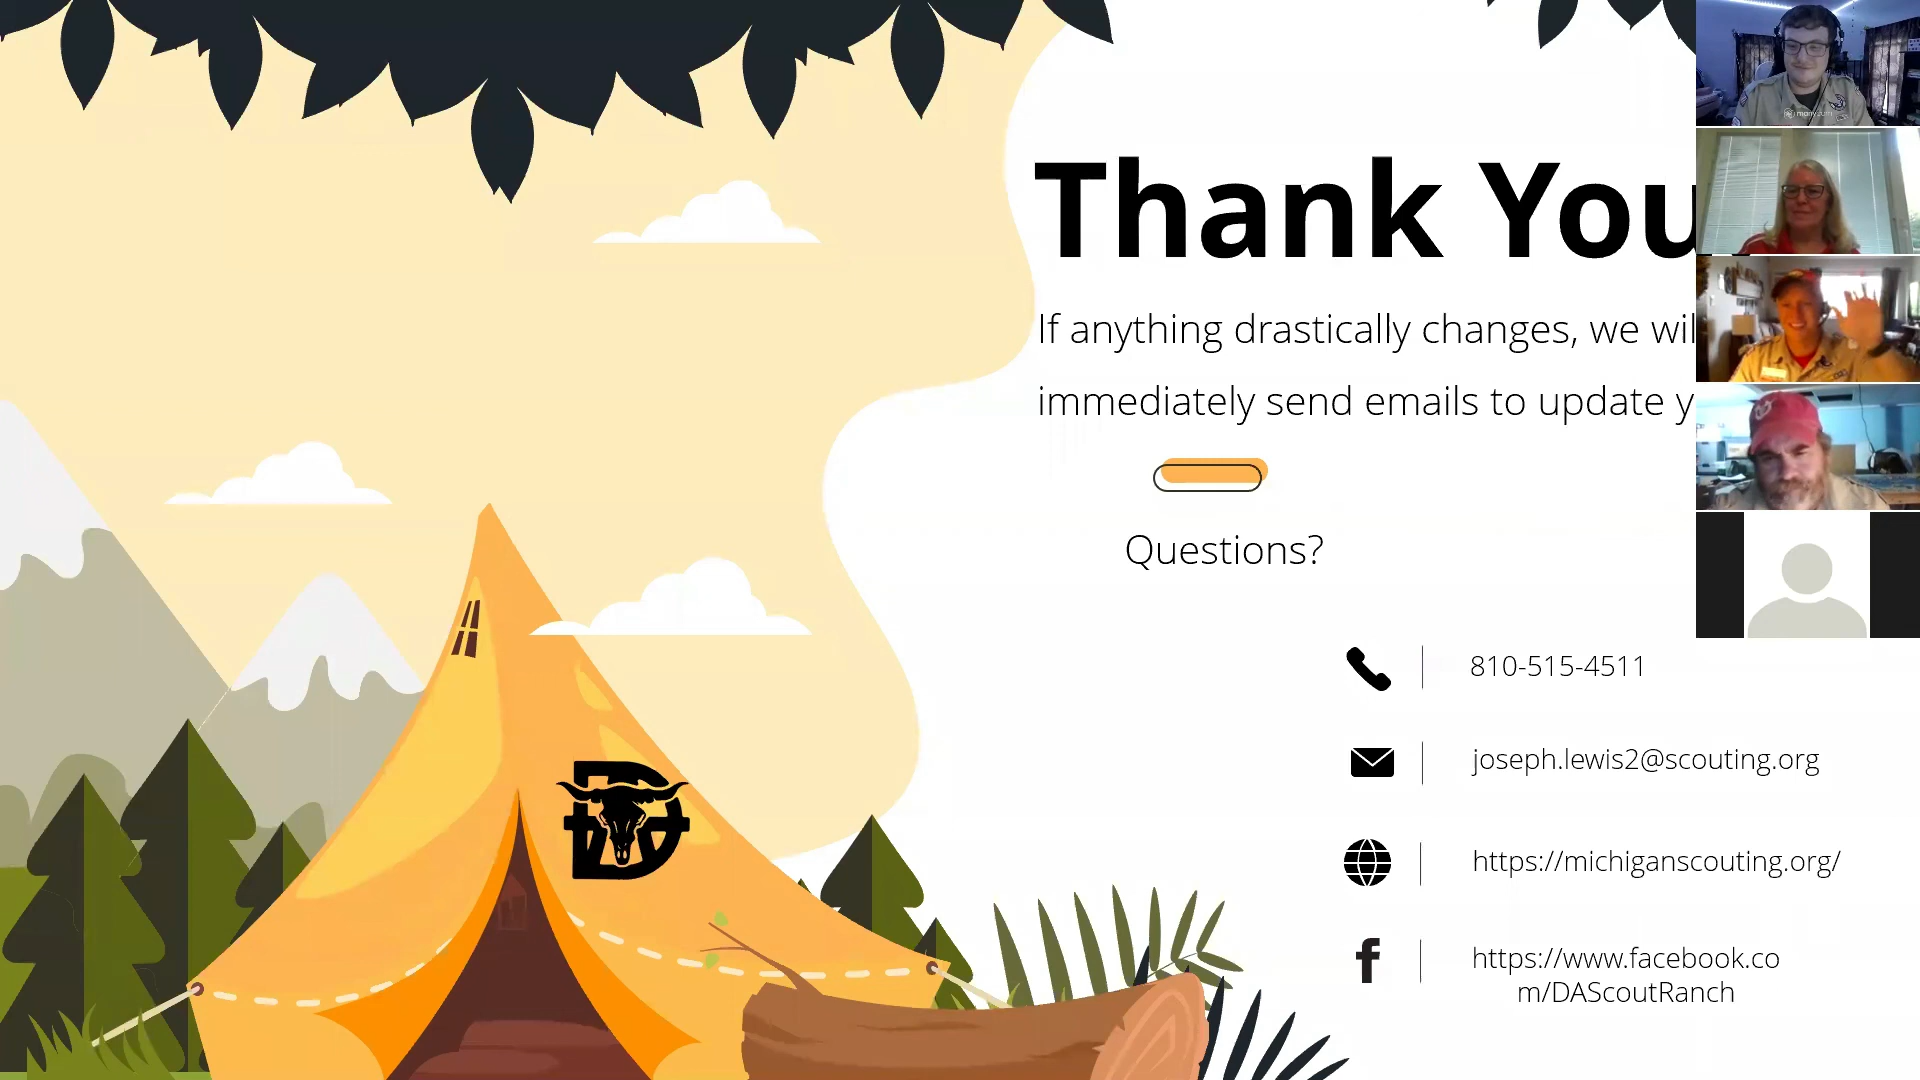 Thank You
If anything drastically changes, we wil
immediately send emails to update y
Questions?
810-515-4511
joseph.lewis2@scouting.org
https://michiganscouting.org/
https://www.facebook.co
m/DAScoutRanch